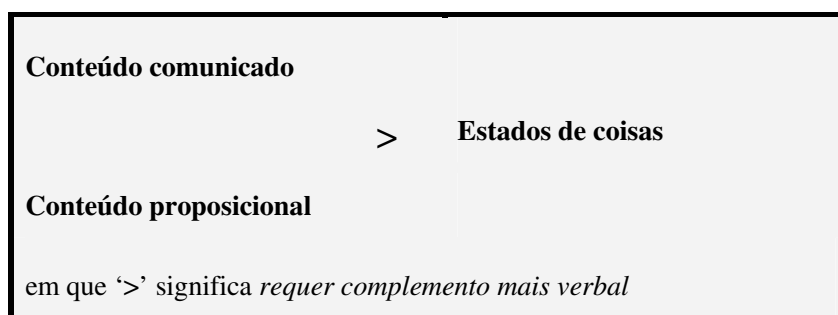 Conteúdo comunicado
> Estados de coisas
Conteúdo proposicional
em que ‘>’ significa requer complemento mais verbal